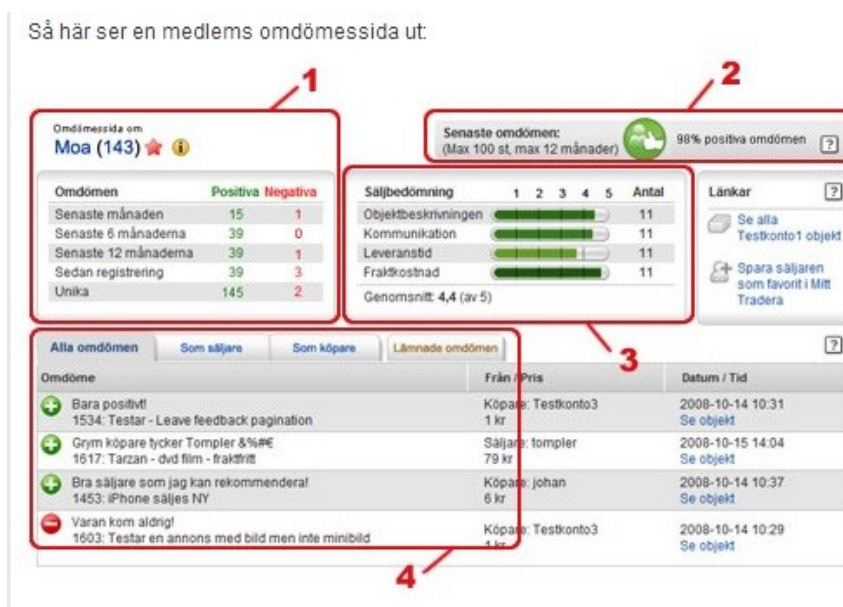 Så här ser en medlems omdömessida ut:
1
2
Omdömessida om
Moa (143)
Senaste omdömen:
(Max 100 st, max 12 månader)
98% positiva omdömen ?
Omdömen Positiva Negativa
Senaste månaden 15 1
Senaste 6 månaderna 39 0
Senaste 12 månaderna 39 1
Sedan registrering 39 3
Unika 145 2
Säljbedömning 1 2 3 4 5 Antal
Objektbeskrivningen 11
Kommunikation 11
Leveranstid 11
Fraktkostnad 11
Genomsnitt: 4,4 (av 5)
Länkar ?
Se alla
Testkonto1 objekt
Spara säljaren
som favorit i Mitt
Tradera
3
Alla omdömen Som säljare Som köpare Lämnade omdömen ?
Omdöme Från / Pris Datum / Tid
Bara positivt! Köpare: Testkonto3 2008-10-14 10:31
1534: Testar - Leave feedback pagination 1 kr Se objekt
Grym köpare tycker Tompler &%#€ Säljare: tompler 2008-10-15 14:04
1617: Tarzan - dvd film - fraktfritt 79 kr Se objekt
Bra säljare som jag kan rekommendera! Köpare: johan 2008-10-14 10:37
1453: iPhone säljes NY 6 kr Se objekt
Varan kom aldrig! Köpare: Testkonto3 2008-10-14 10:29
1603: Testar en annons med bild men inte minibild 1 kr Se objekt
4